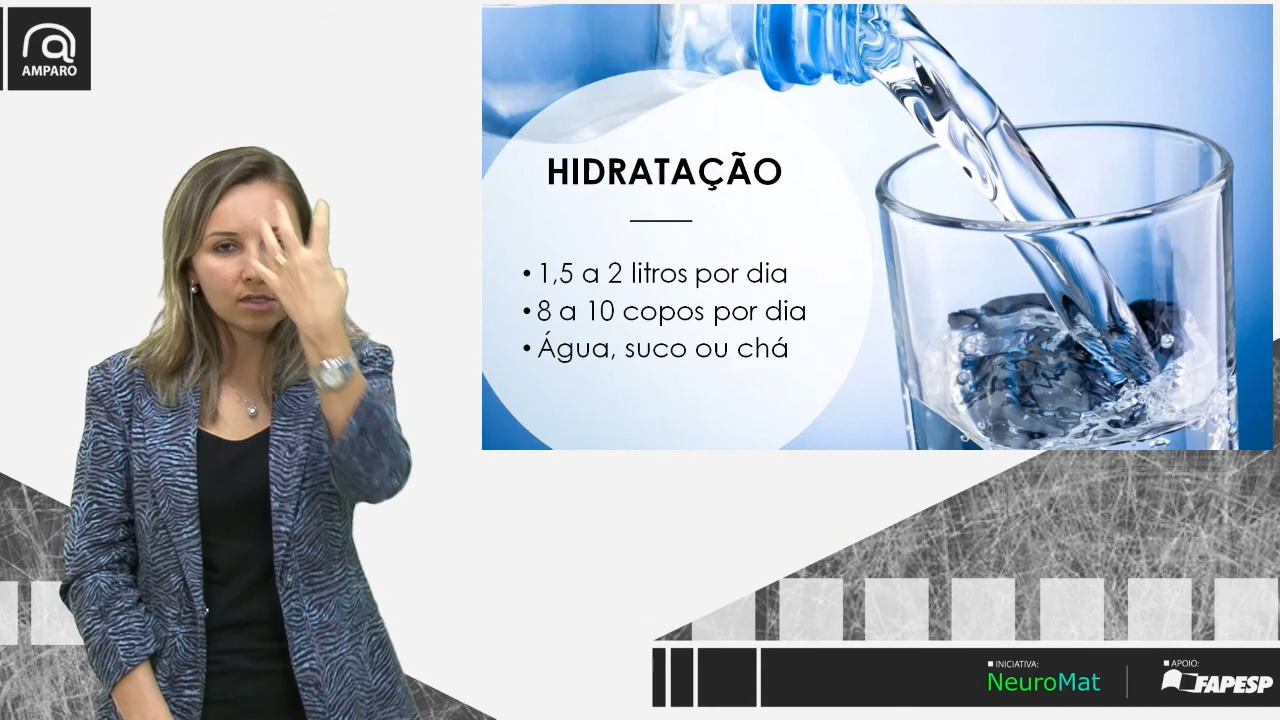 AMPARO
HIDRATAÇÃO
• 1,5 a 2 litros por dia
• 8 a 10 copos por dia
• Água, suco ou chá
INICIATIVA:
NeuroMat
APOIO:
FAPESP